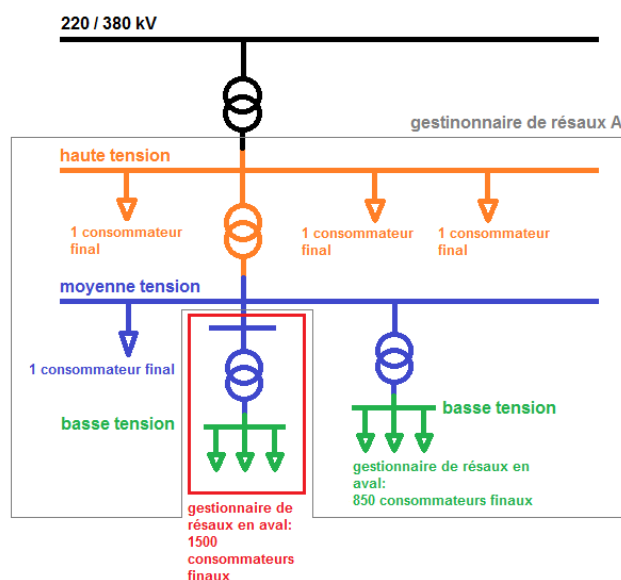 220 / 380 kV
gestinonnaire de résaux A
haute tension
1 consommateur
final
1 consommateur
final
1 consommateur
final
moyenne tension
1 consommateur final
basse tension
basse tension
gestionnaire de résaux en
aval:
850 consommateurs finaux
gestionnaire de
résaux en aval:
1500
consommateurs
finaux